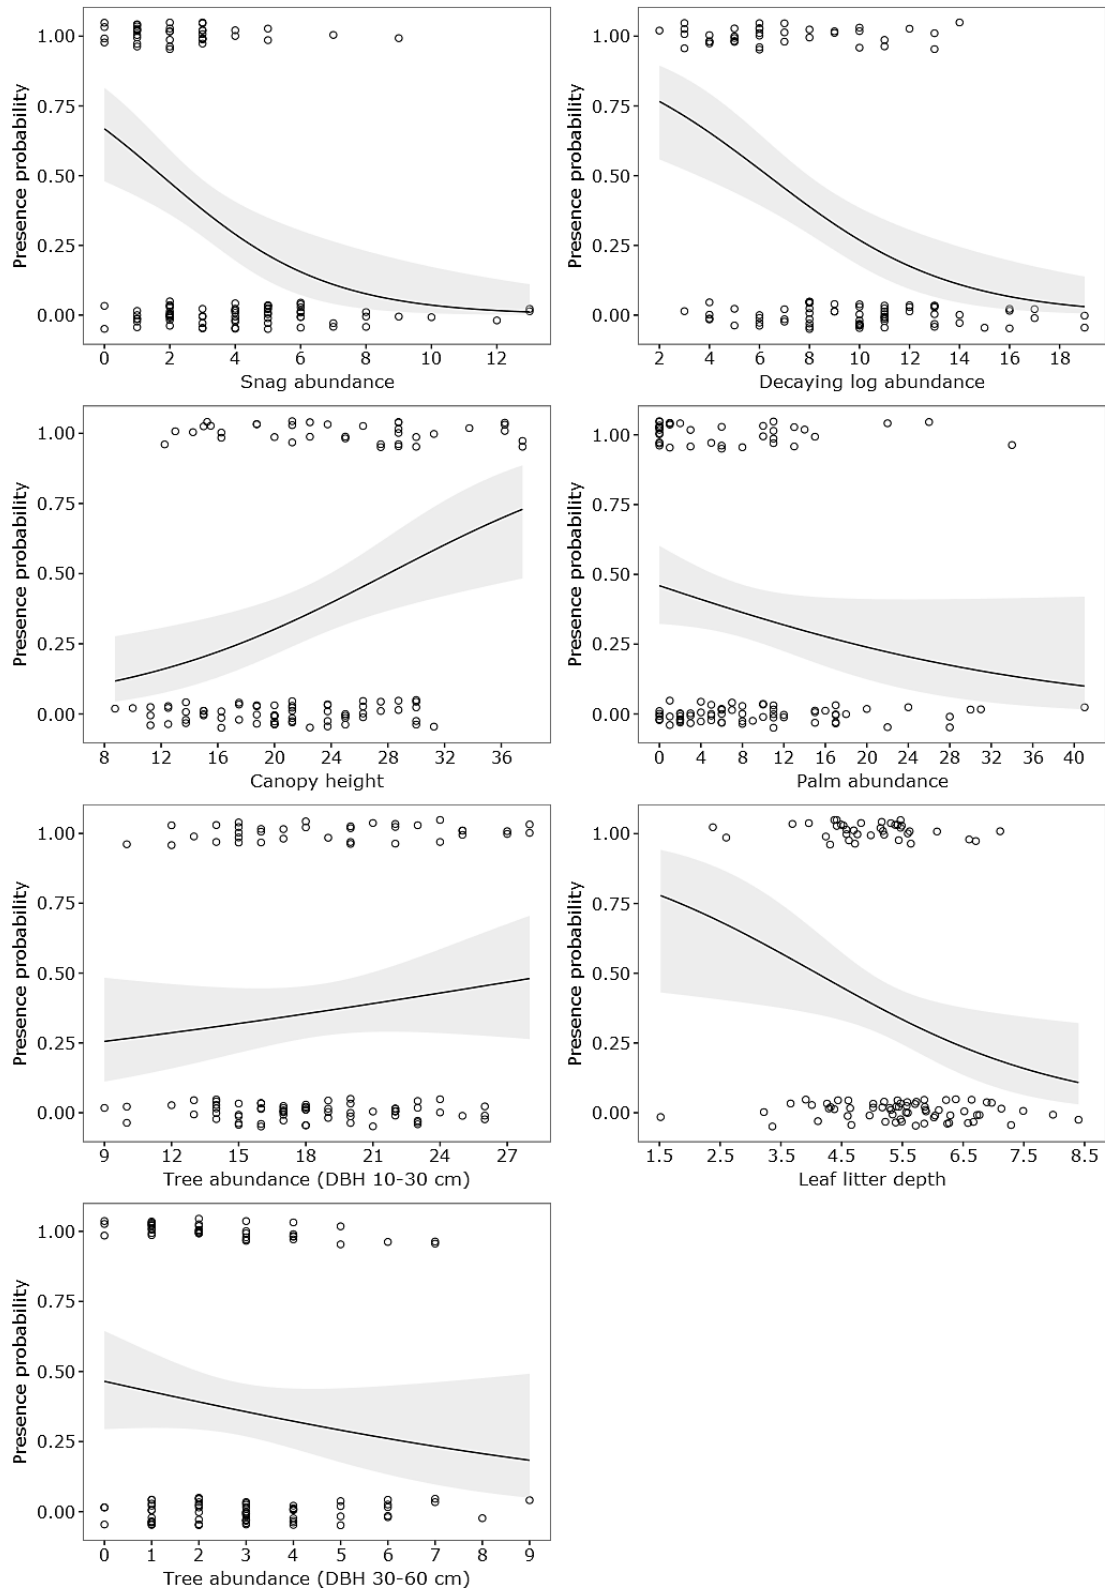 Presence probability
1.00
0.75
0.50
0.25
0.00
0 2 4 6 8 10 12
Snag abundance
Presence probability
1.00
0.75
0.50
0.25
0.00
2 4 6 8 10 12 14 16 18
Decaying log abundance
Presence probability
1.00
0.75
0.50
0.25
0.00
8 12 16 20 24 28 32 36
Canopy height
Presence probability
1.00
0.75
0.50
0.25
0.00
0 4 8 12 16 20 24 28 32 36 40
Palm abundance
Presence probability
1.00
0.75
0.50
0.25
0.00
9 12 15 18 21 24 27
Tree abundance (DBH 10-30 cm)
Presence probability
1.00
0.75
0.50
0.25
0.00
1.5 2.5 3.5 4.5 5.5 6.5 7.5 8.5
Leaf litter depth
Presence probability
1.00
0.75
0.50
0.25
0.00
0 1 2 3 4 5 6 7 8 9
Tree abundance (DBH 30-60 cm)